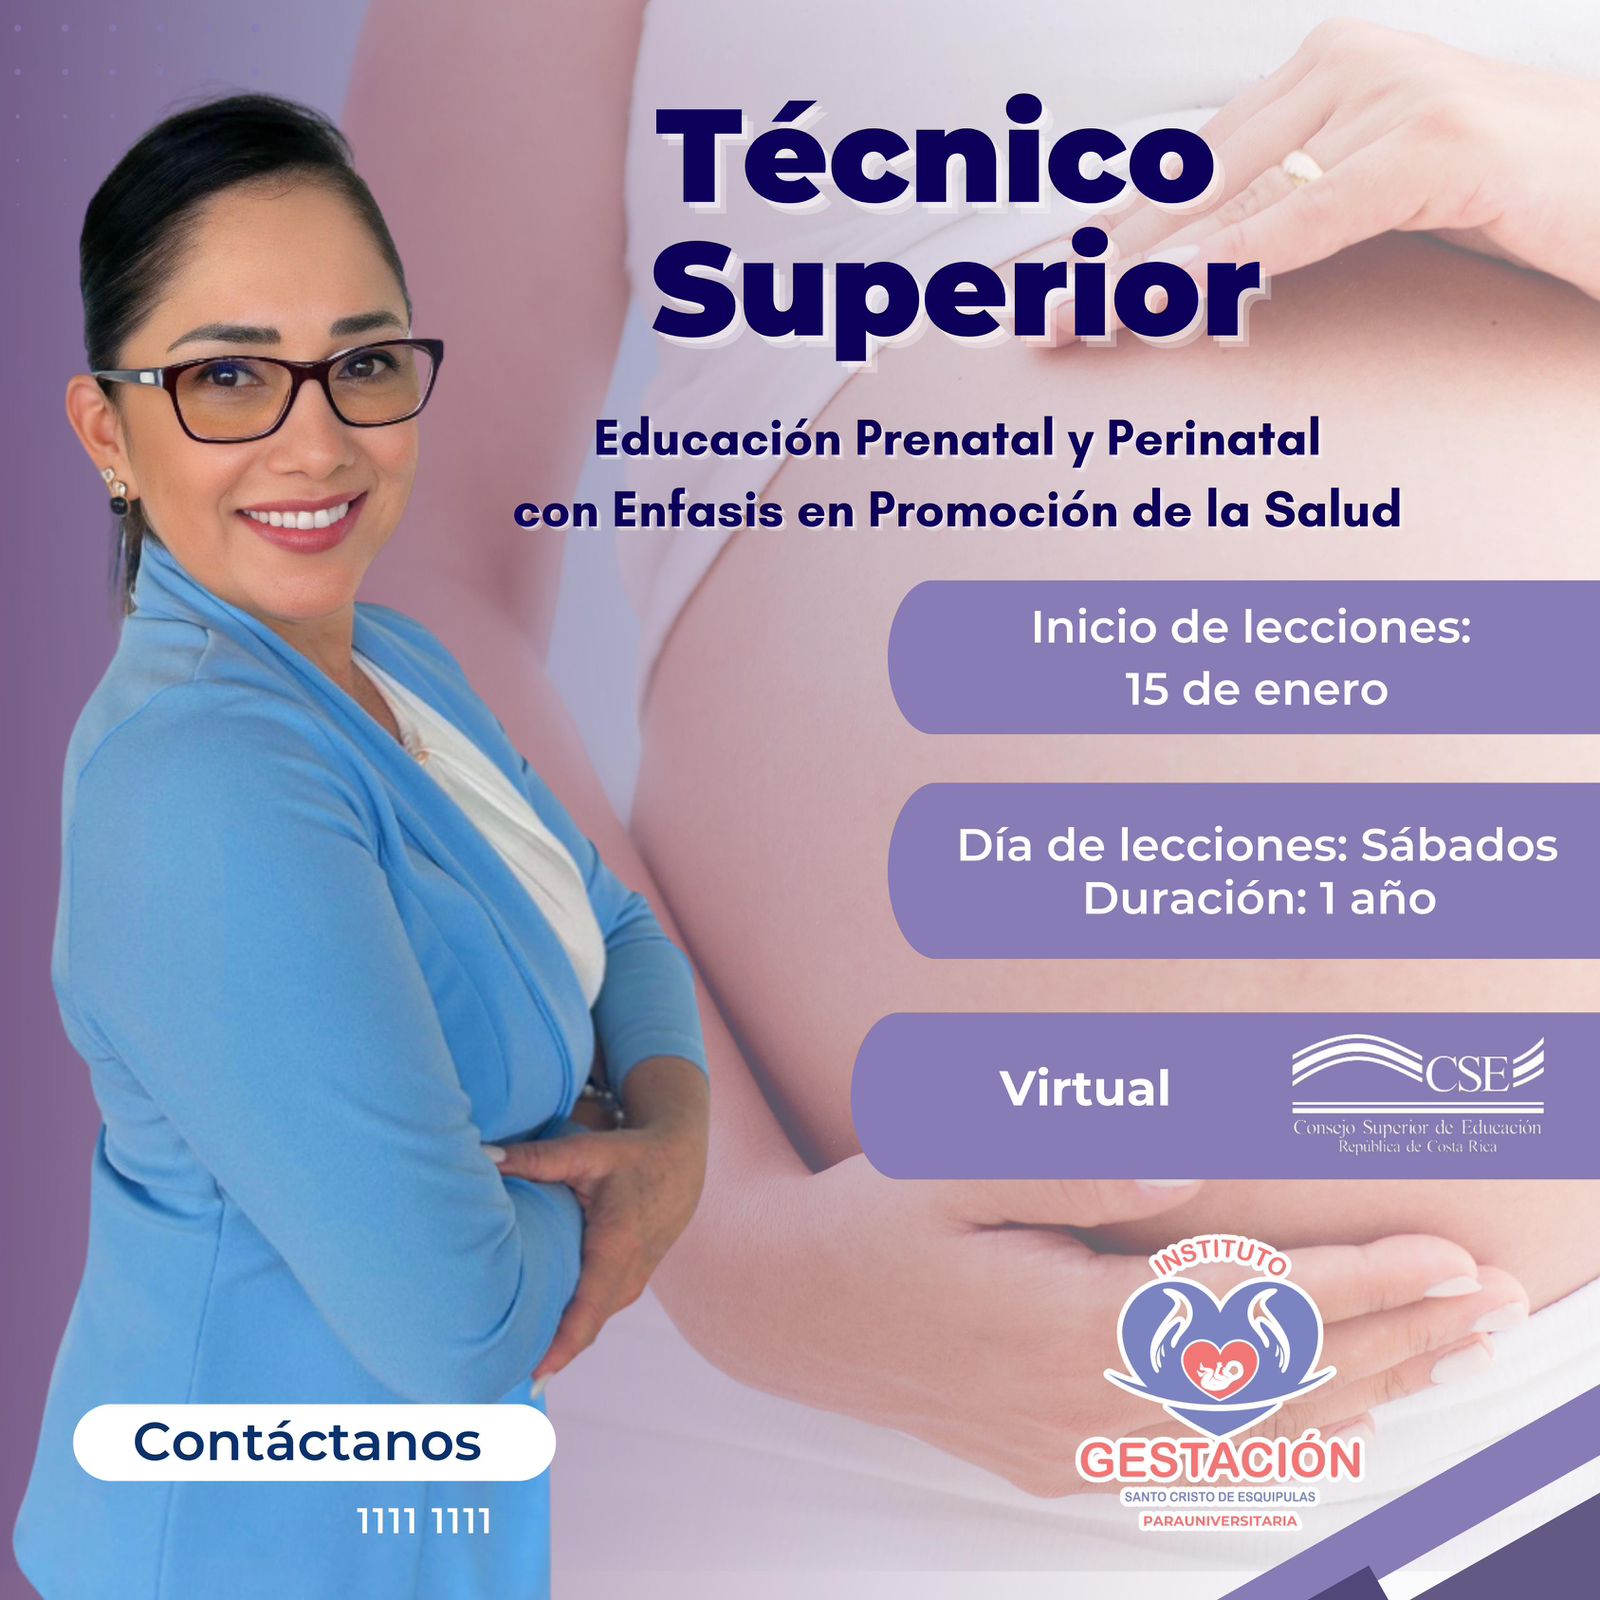 Técnico
Superior
Educación Prenatal y Perinatal
con Enfasis en Promoción de la Salud
Inicio de lecciones:
15 de enero
Día de lecciones: Sábados
Duración: 1 año
Virtual
CSE
Consejo Superior de Educación
República de Costa Rica
INSTITUTO
GESTACIÓN
SANTO CRISTO DE ESQUIPULAS
PARAUNIVERSITARIA
Contáctanos
1111 1111